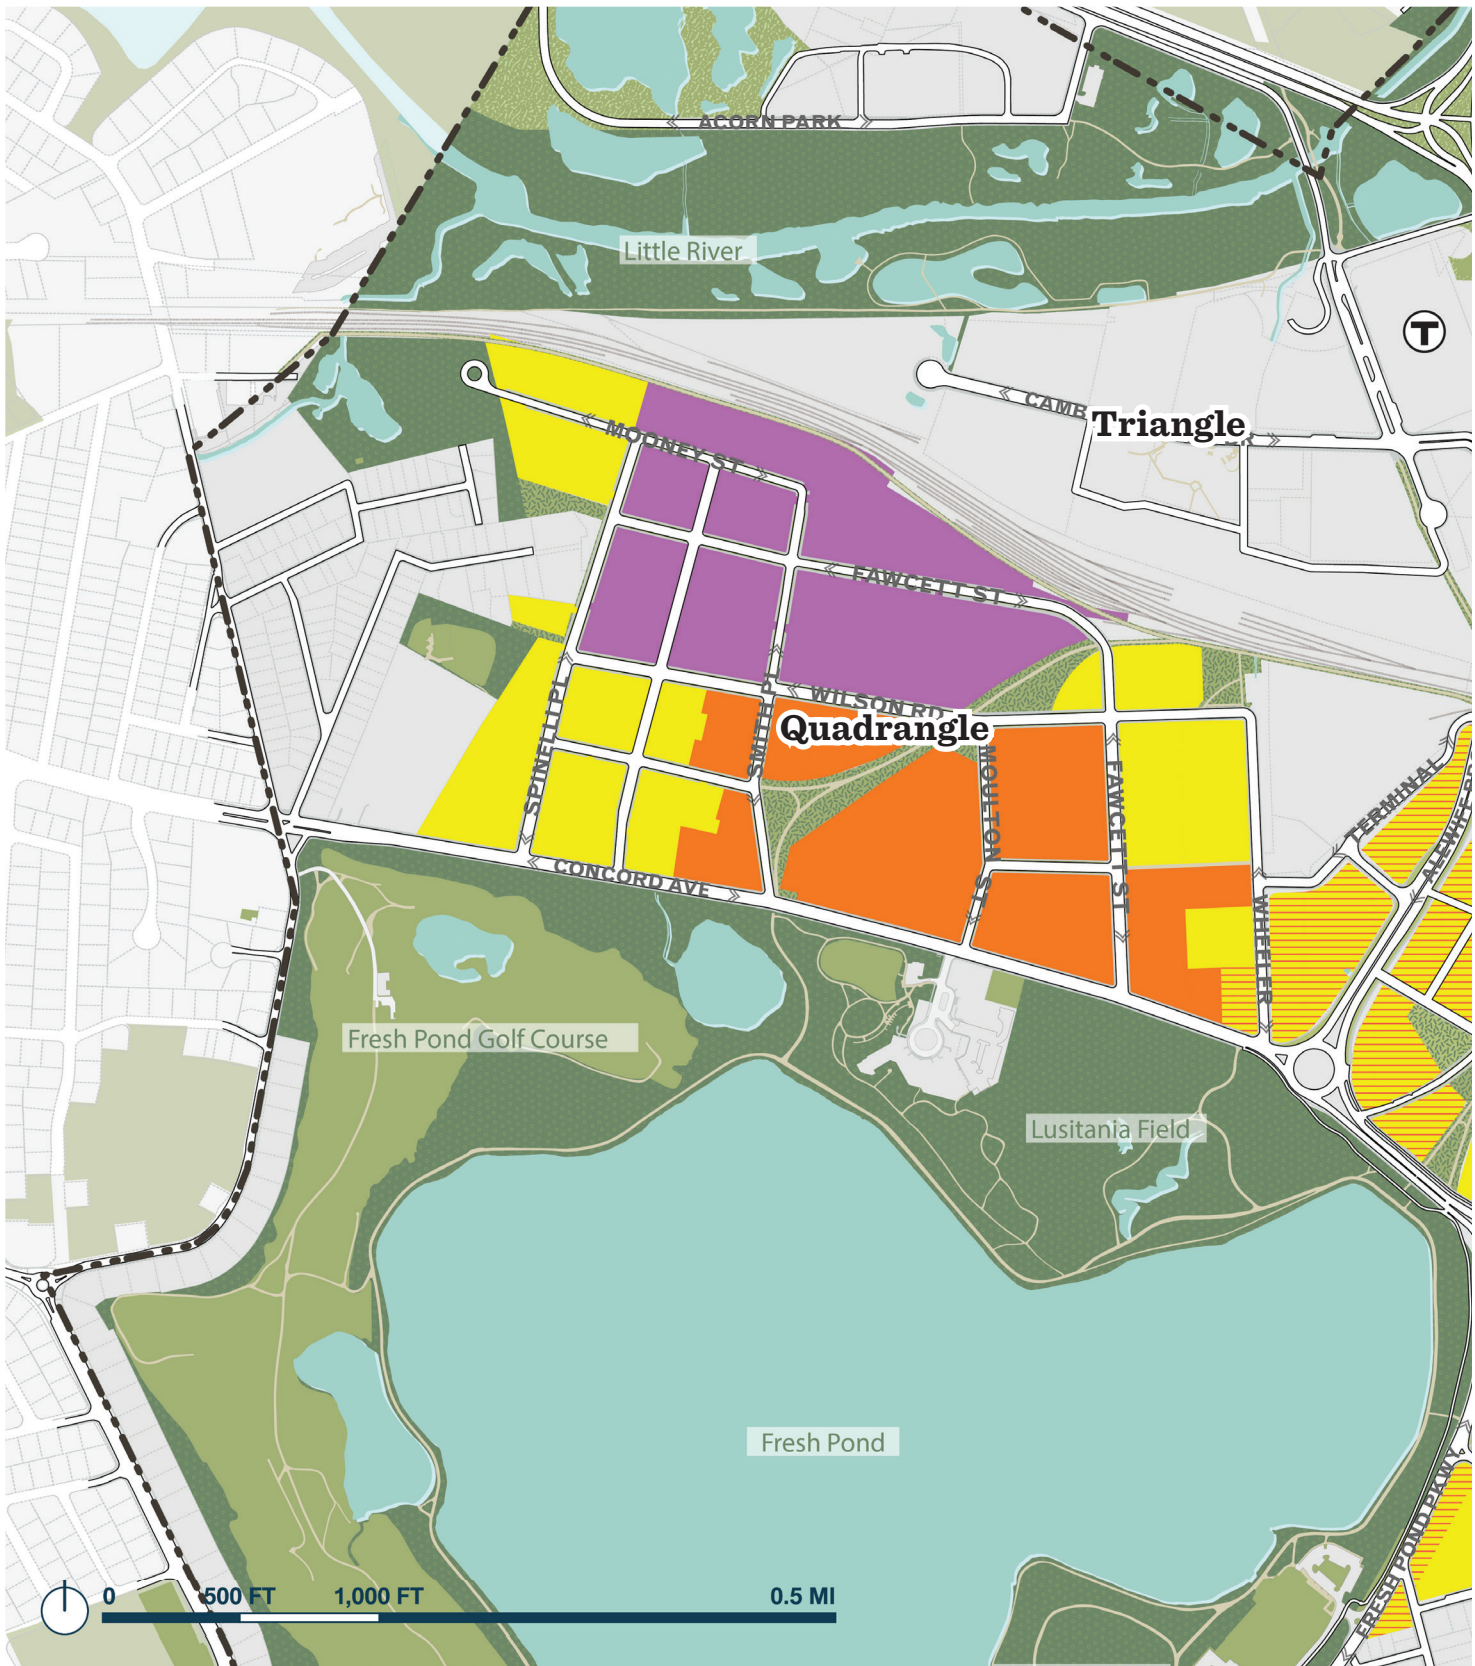 ACORN PARK
Little River
T
CAMB
Triangle
MOONEY ST
FAWCETT ST
WILSON RD
Quadrangle
SPINELLI PL
SMITH PL
MOULTON ST
FAWCETT ST
WHEELER
TERMINAL
CONCORD AVE
Fresh Pond Golf Course
Lusitania Field
Fresh Pond
FRESH POND PKWY
0 500 FT 1,000 FT 0.5 MI